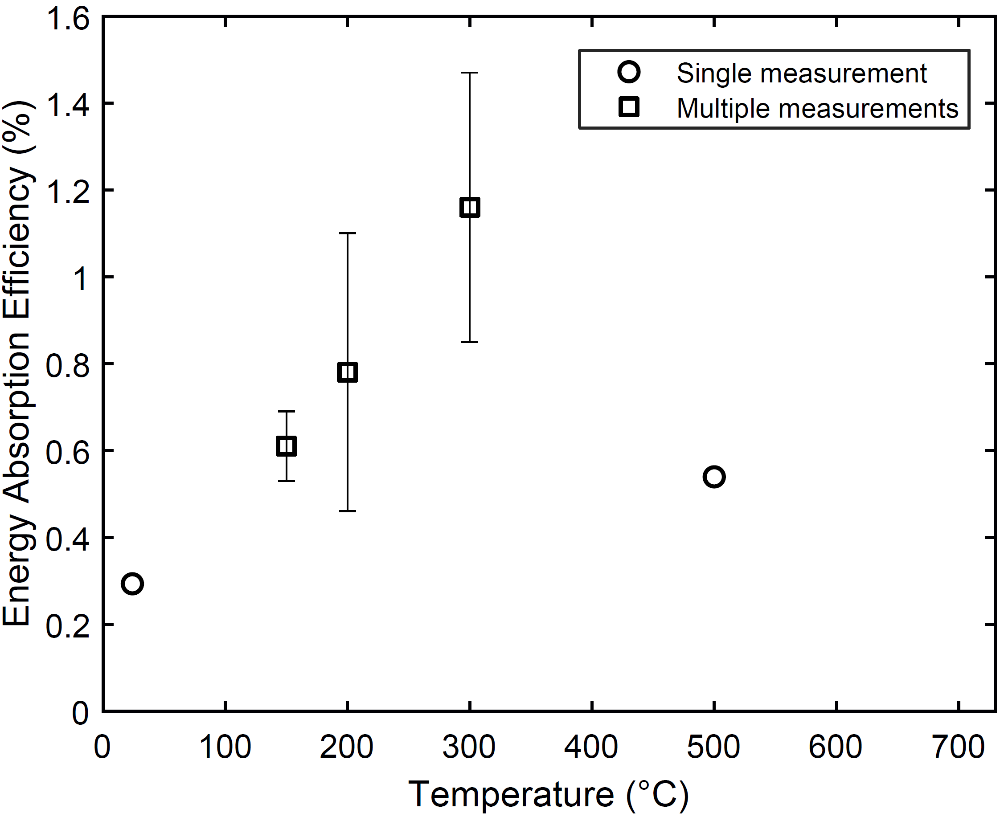 1.6
1.4
1.2
1
0.8
0.6
0.4
0.2
0
Energy Absorption Efficiency (%)
Single measurement
Multiple measurements
0 100 200 300 400 500 600 700
Temperature (°C)